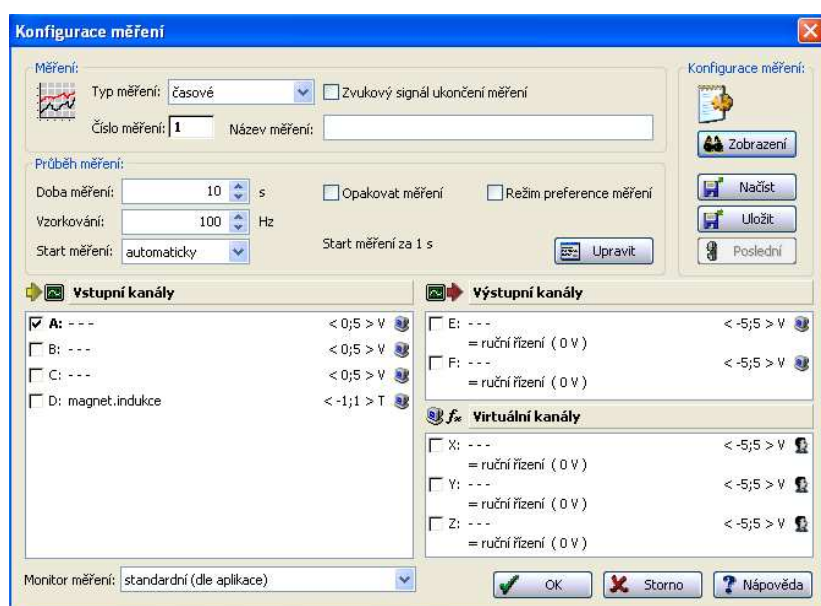 Konfigurace měření
Měření:
Typ měření: časové Zvukový signál ukončení měření
Číslo měření: 1 Název měření:
Průběh měření:
Doba měření: 10 s Opakovat měření Režim preference měření
Vzorkování: 100 Hz
Start měření: automaticky Start měření za 1 s Upravit
Konfigurace měření:
Zobrazení
Načíst
Uložit
Poslední
Vstupní kanály
A: --- < 0;5 > V
B: --- < 0;5 > V
C: --- < 0;5 > V
D: magnet.indukce < -1;1 > T
Výstupní kanály
E: --- < -5;5 > V
= ruční řízení ( 0 V )
F: --- < -5;5 > V
= ruční řízení ( 0 V )
fx Virtuální kanály
X: --- < -5;5 > V
= ruční řízení ( 0 V )
Y: --- < -5;5 > V
= ruční řízení ( 0 V )
Z: --- < -5;5 > V
= ruční řízení ( 0 V )
Monitor měření: standardní (dle aplikace)
OK Storno ? Nápověda